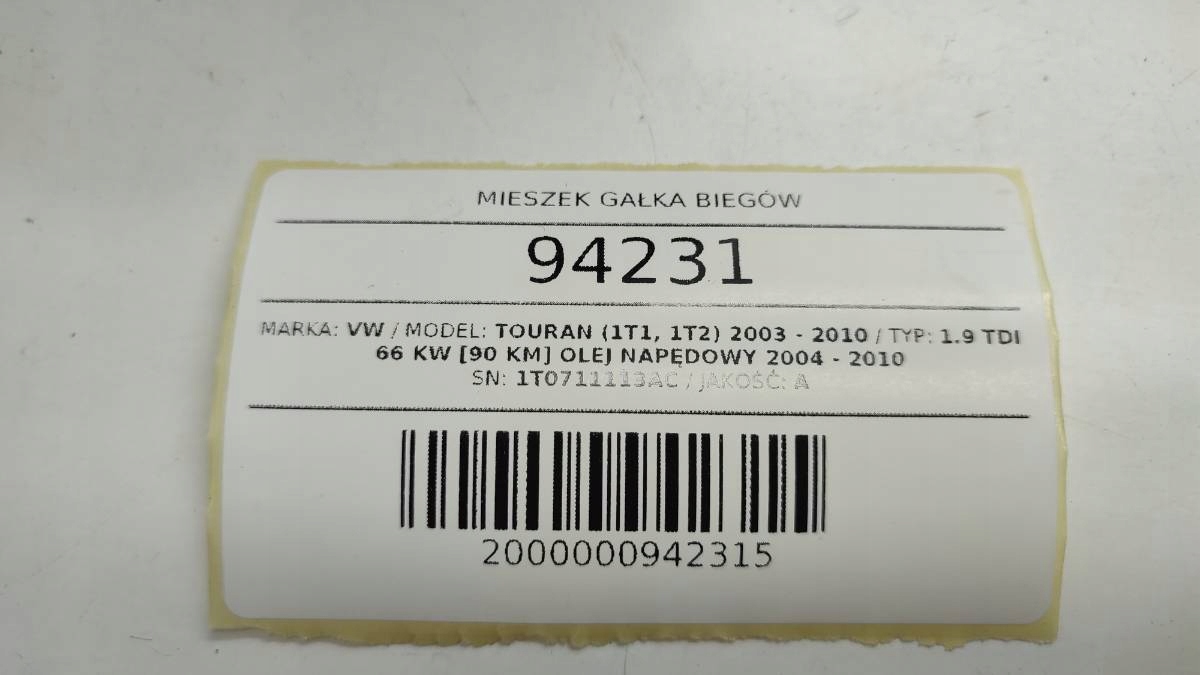 MIESZEK GAŁKA BIEGÓW
94231
MARKA: VW / MODEL: TOURAN (1T1, 1T2) 2003 - 2010 / TYP: 1.9 TDI
66 KW [90 KM] OLEJ NAPĘDOWY 2004 - 2010
SN: 1T0711113AC / JAKOŚĆ: A
2000000942315